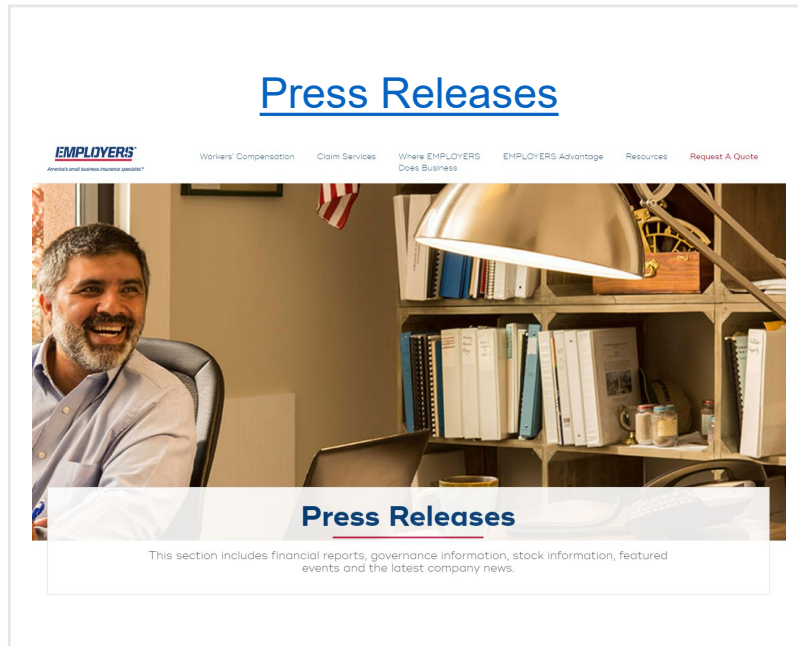 Press Releases
EMPLOYERS®
America's small business insurance specialist.®
Workers' Compensation
Claim Services
Where EMPLOYERS
Does Business
EMPLOYERS Advantage
Resources
Request A Quote
Press Releases
This section includes financial reports, governance information, stock information, featured
events and the latest company news.